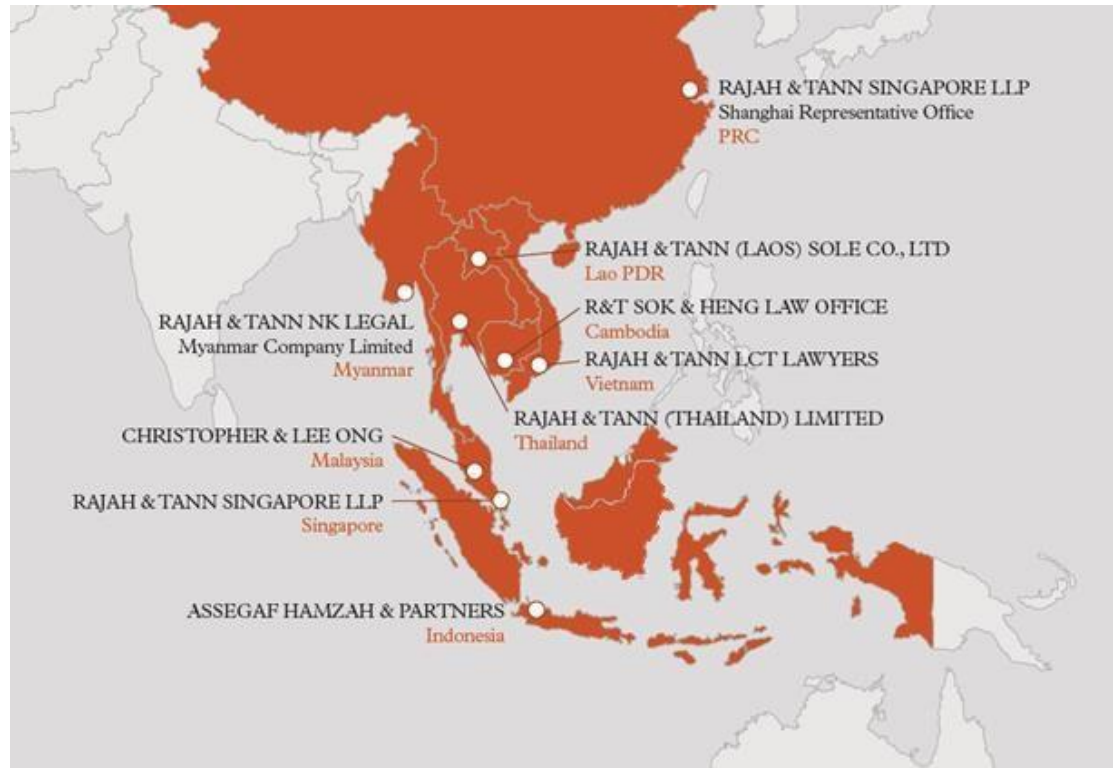 RAJAH & TANN SINGAPORE LLP
Shanghai Representative Office
PRC
RAJAH & TANN (LAOS) SOLE CO., LTD
Lao PDR
R&T SOK & HENG LAW OFFICE
Cambodia
RAJAH & TANN NK LEGAL
Myanmar Company Limited
Myanmar
RAJAH & TANN LCT LAWYERS
Vietnam
RAJAH & TANN (THAILAND) LIMITED
Thailand
CHRISTOPHER & LEE ONG
Malaysia
RAJAH & TANN SINGAPORE LLP
Singapore
ASSEGAF HAMZAH & PARTNERS
Indonesia